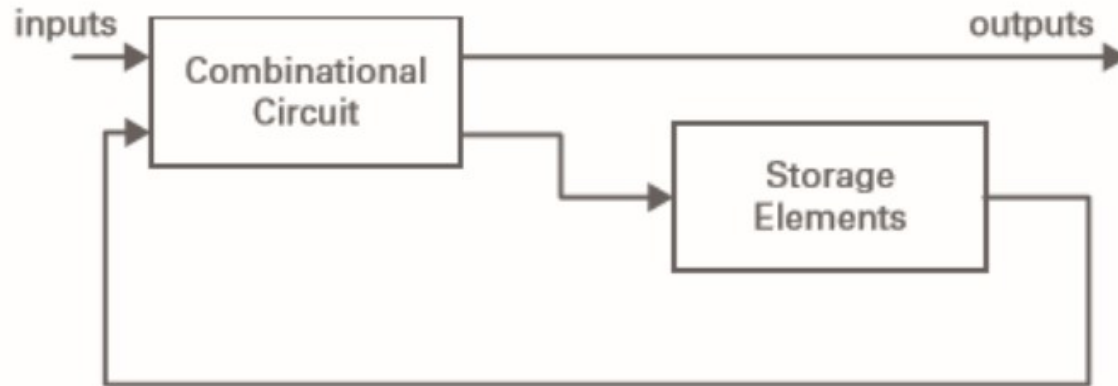 inputs
outputs
Combinational
Circuit
Storage
Elements